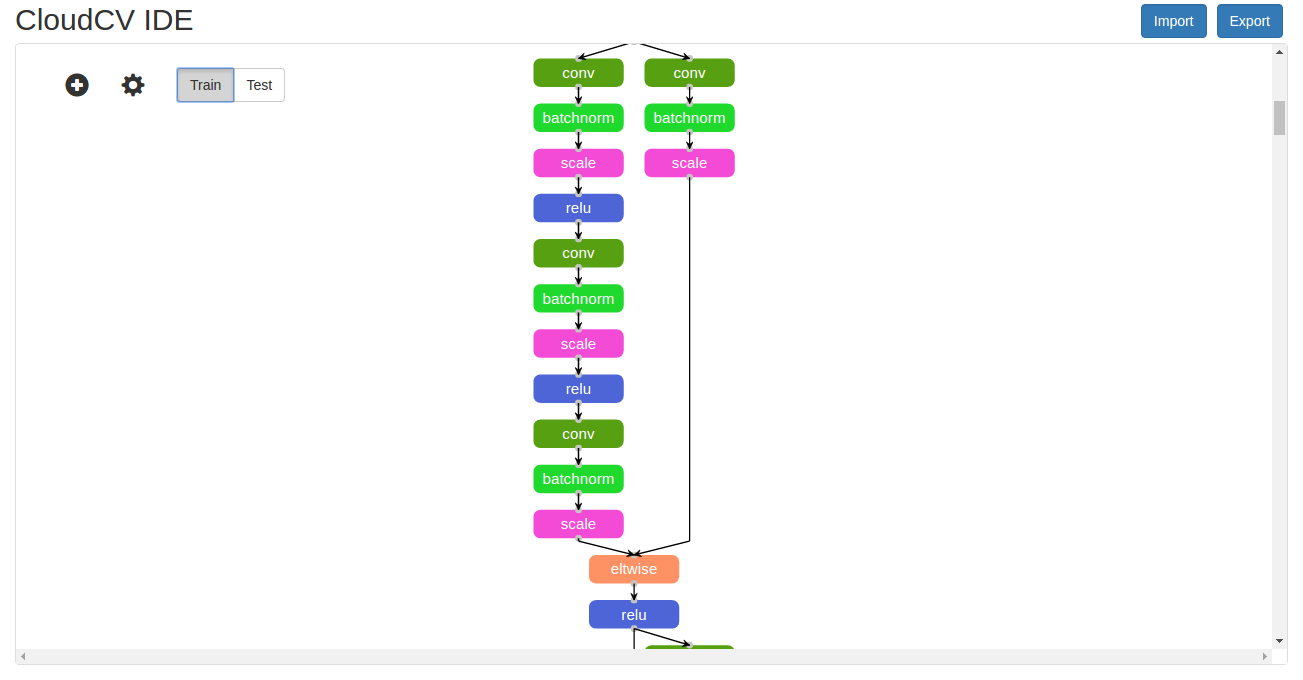 CloudCV IDE
Import Export
Train Test
conv conv
batchnorm batchnorm
scale scale
relu
conv
batchnorm
scale
relu
conv
batchnorm
scale
eltwise
relu